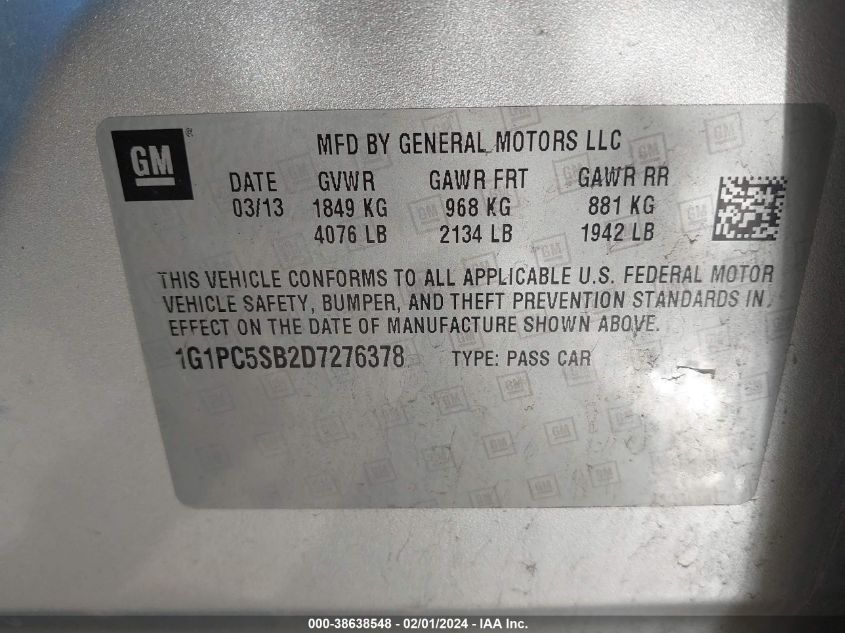 GM ®
MFD BY GENERAL MOTORS LLC
DATE GVWR GAWR FRT GAWR RR
03/13 1849 KG 968 KG 881 KG
4076 LB 2134 LB 1942 LB
THIS VEHICLE CONFORMS TO ALL APPLICABLE U.S. FEDERAL MOTOR
VEHICLE SAFETY, BUMPER, AND THEFT PREVENTION STANDARDS IN
EFFECT ON THE DATE OF MANUFACTURE SHOWN ABOVE.
1G1PC5SB2D7276378 TYPE: PASS CAR
000-38638548 - 02/01/2024 - IAA Inc.